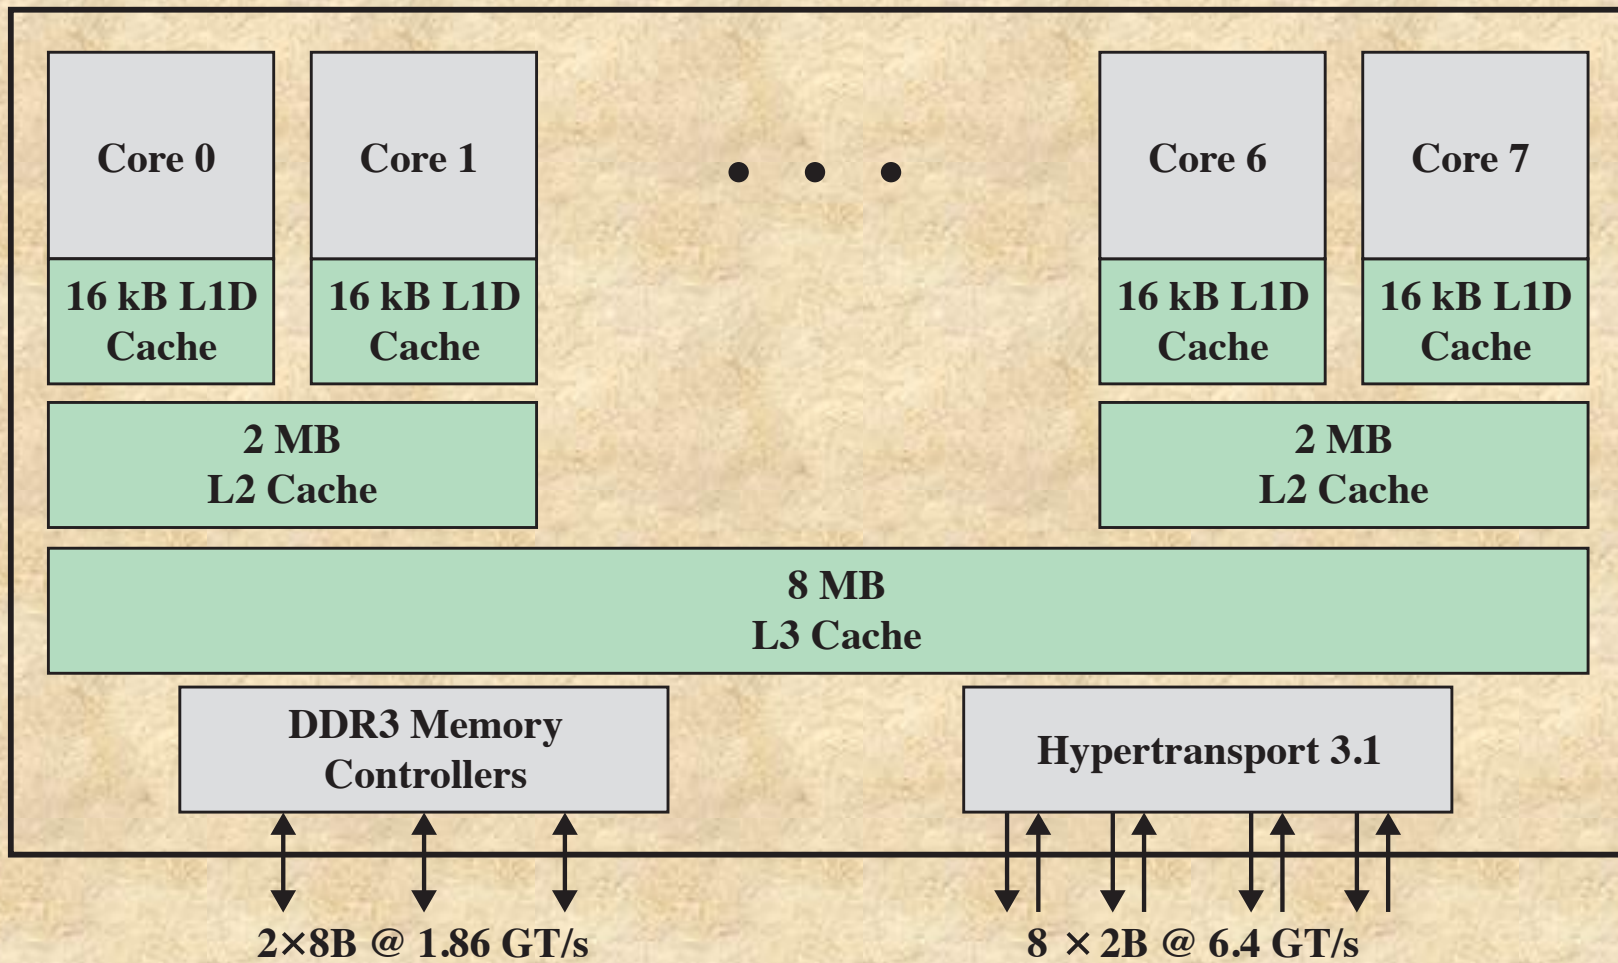 Core 0
Core 1
Core 6
Core 7
16 kB L1D
Cache
16 kB L1D
Cache
16 kB L1D
Cache
16 kB L1D
Cache
2 MB
L2 Cache
2 MB
L2 Cache
8 MB
L3 Cache
DDR3 Memory
Controllers
Hypertransport 3.1
2×8B @ 1.86 GT/s
8 × 2B @ 6.4 GT/s